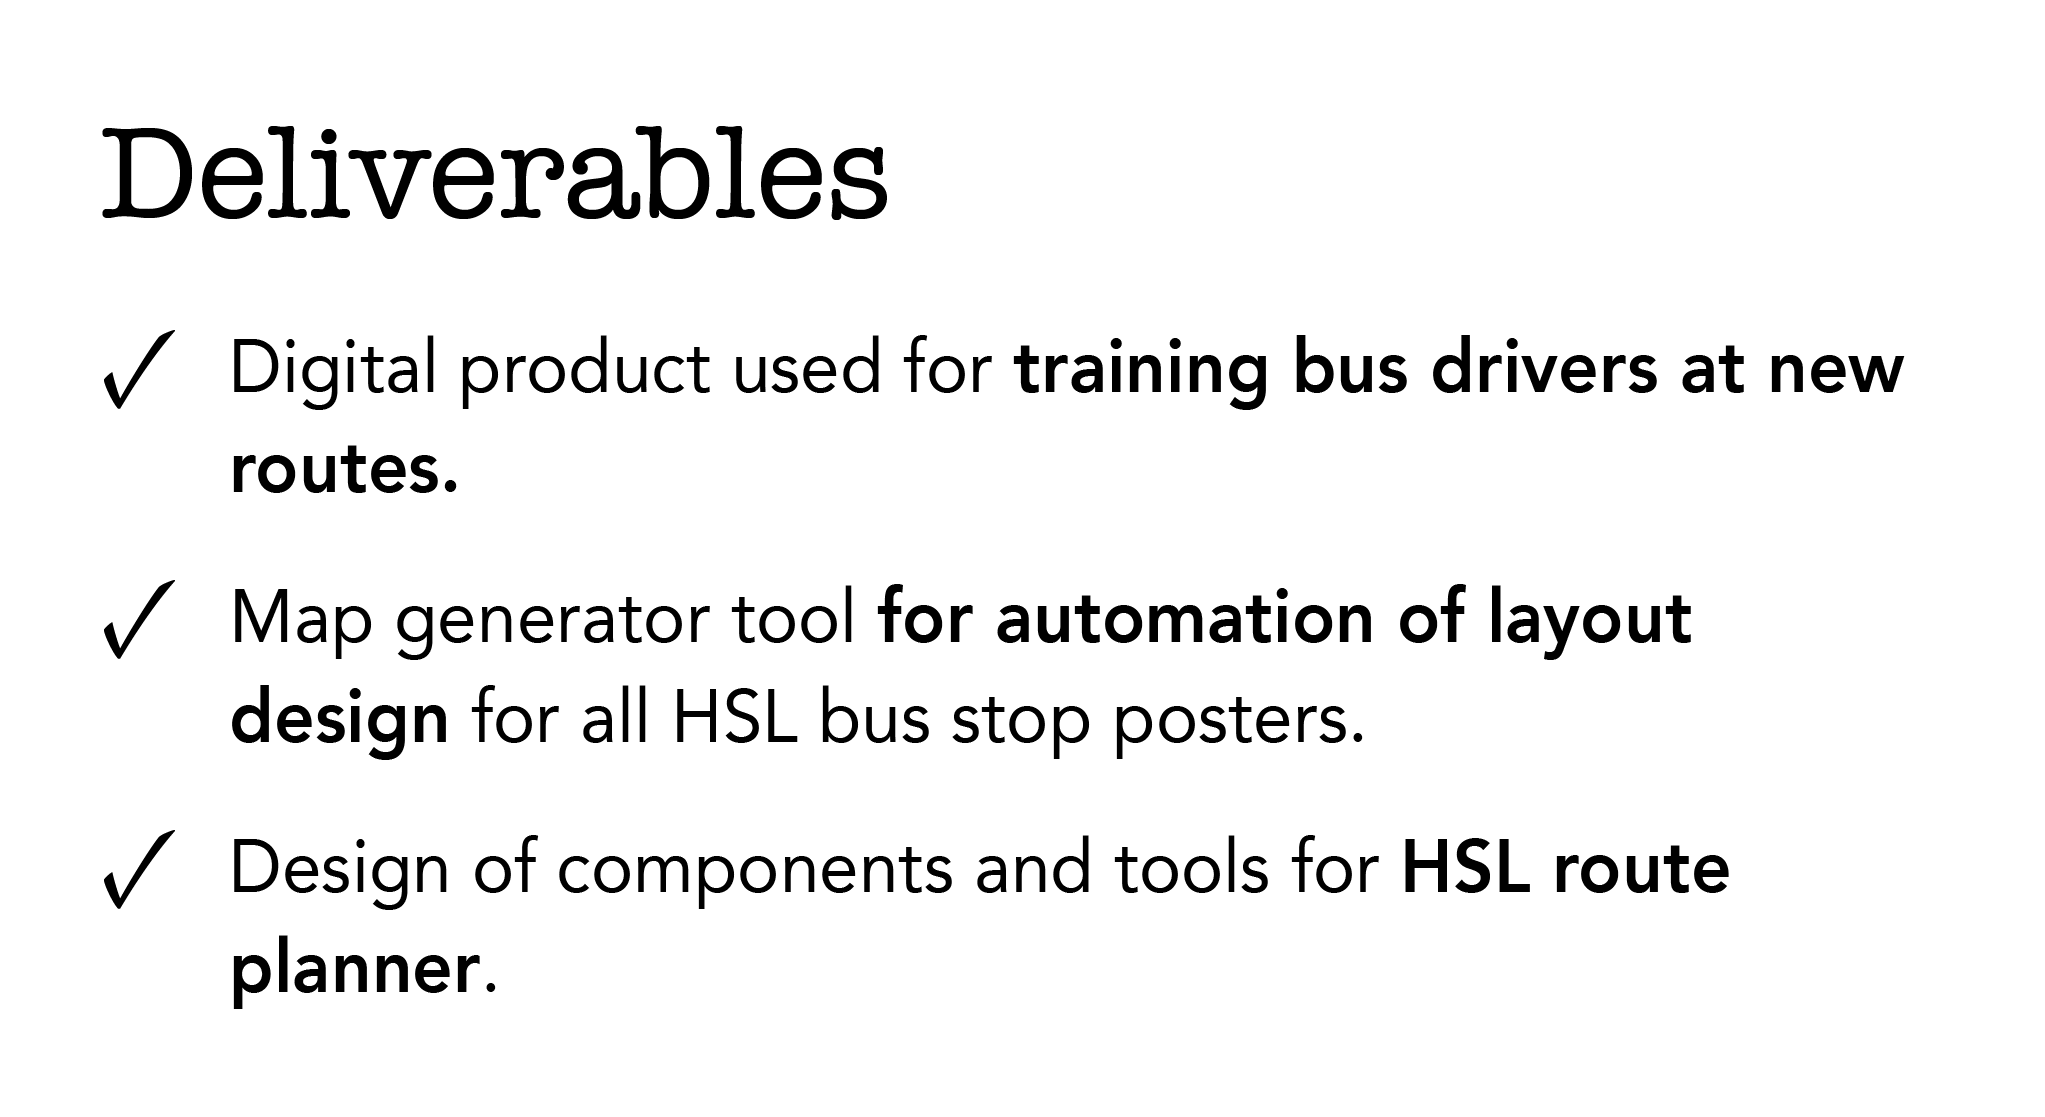 Deliverables
✓ Digital product used for training bus drivers at new
routes.
✓ Map generator tool for automation of layout
design for all HSL bus stop posters.
✓ Design of components and tools for HSL route
planner.